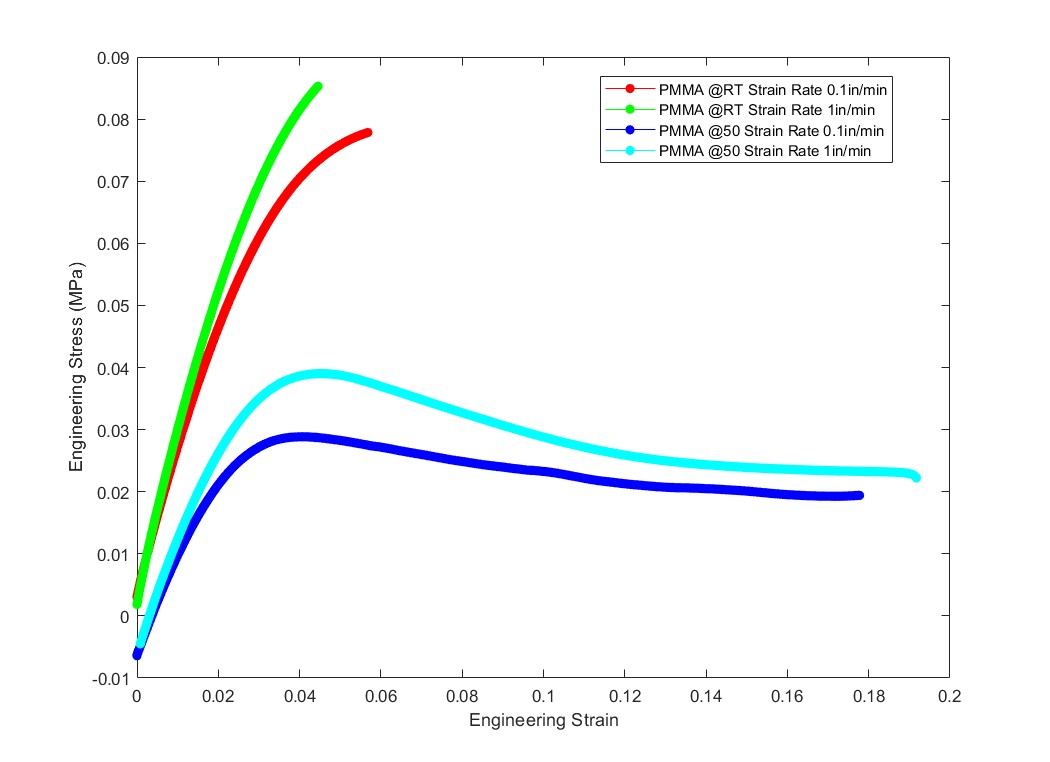 0.09
0.08
0.07
0.06
0.05
0.04
0.03
0.02
0.01
0
-0.01
Engineering Stress (MPa)
PMMA @RT Strain Rate 0.1in/min
PMMA @RT Strain Rate 1in/min
PMMA @50 Strain Rate 0.1in/min
PMMA @50 Strain Rate 1in/min
0 0.02 0.04 0.06 0.08 0.1 0.12 0.14 0.16 0.18 0.2
Engineering Strain